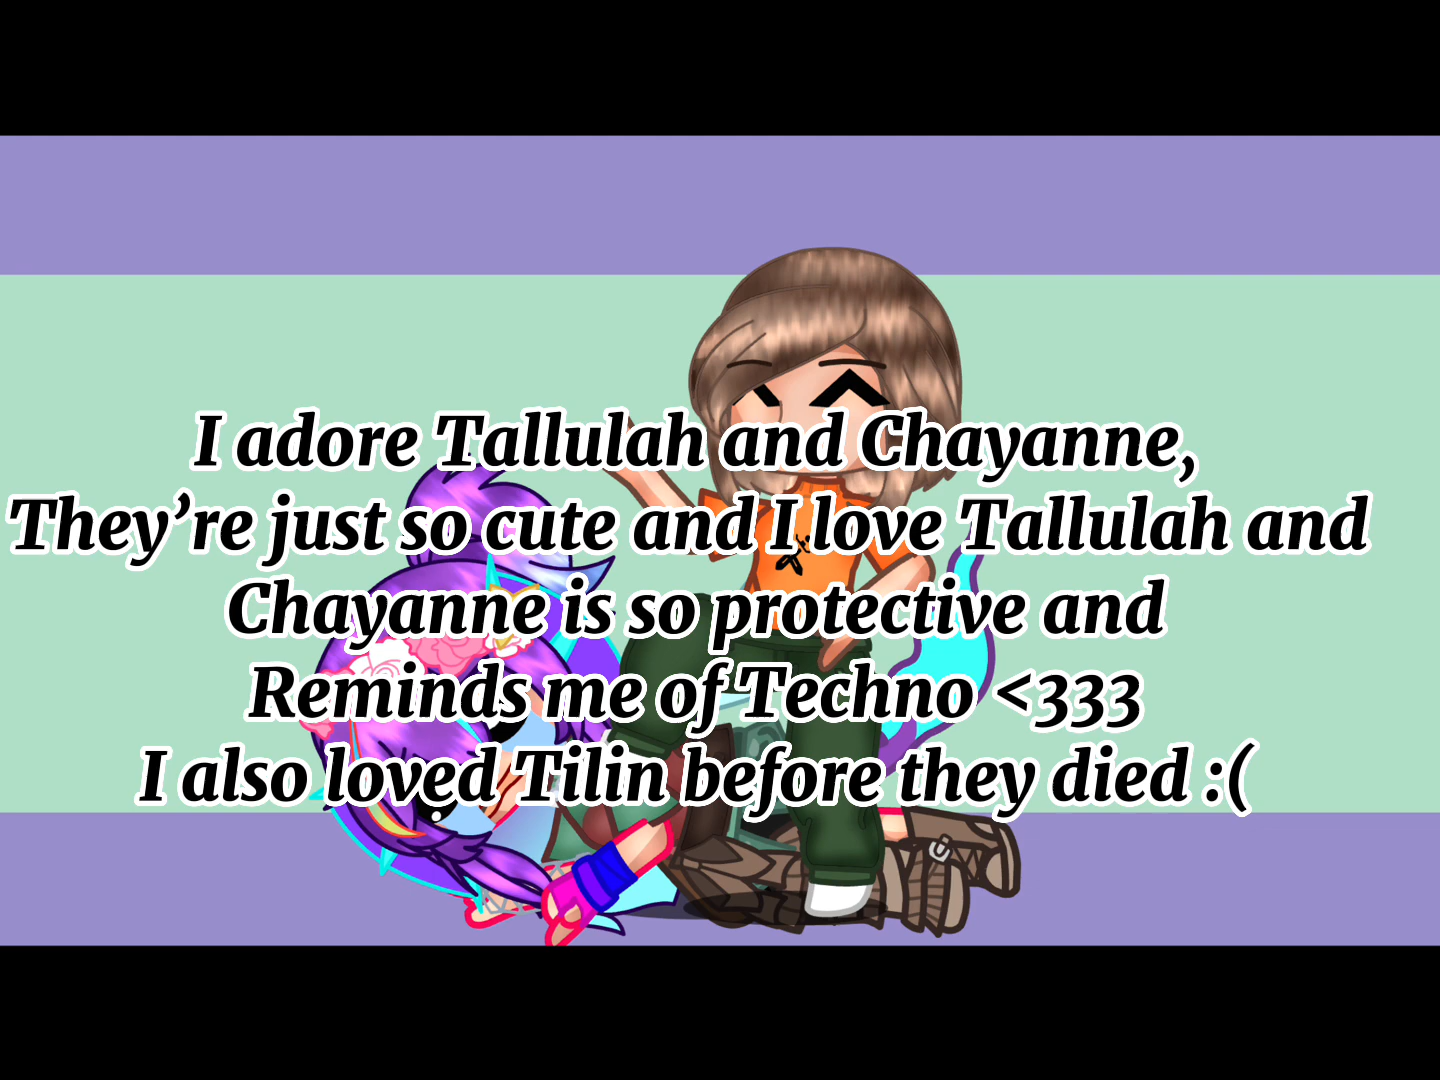 I adore Tallulah and Chayanne,
They’re just so cute and I love Tallulah and
Chayanne is so protective and
Reminds me of Techno <333
I also loved Tilin before they died :(